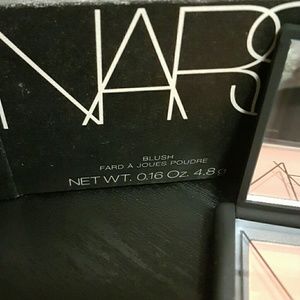 NARS
BLUSH
FARD À JOUES POUDRE
NET WT. 0.16 Oz. 4.8 g